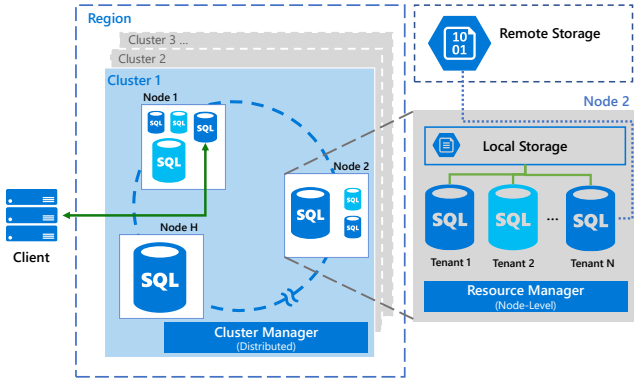 Region
Cluster 3 ...
Cluster 2
Cluster 1
Node 1
SQL
SQL
SQL
SQL
Node 2
SQL
SQL
SQL
Node H
SQL
Cluster Manager
(Distributed)
Client
10
01
Remote Storage
Node 2
Local Storage
SQL
SQL
...
SQL
Tenant 1
Tenant 2
Tenant N
Resource Manager
(Node-Level)